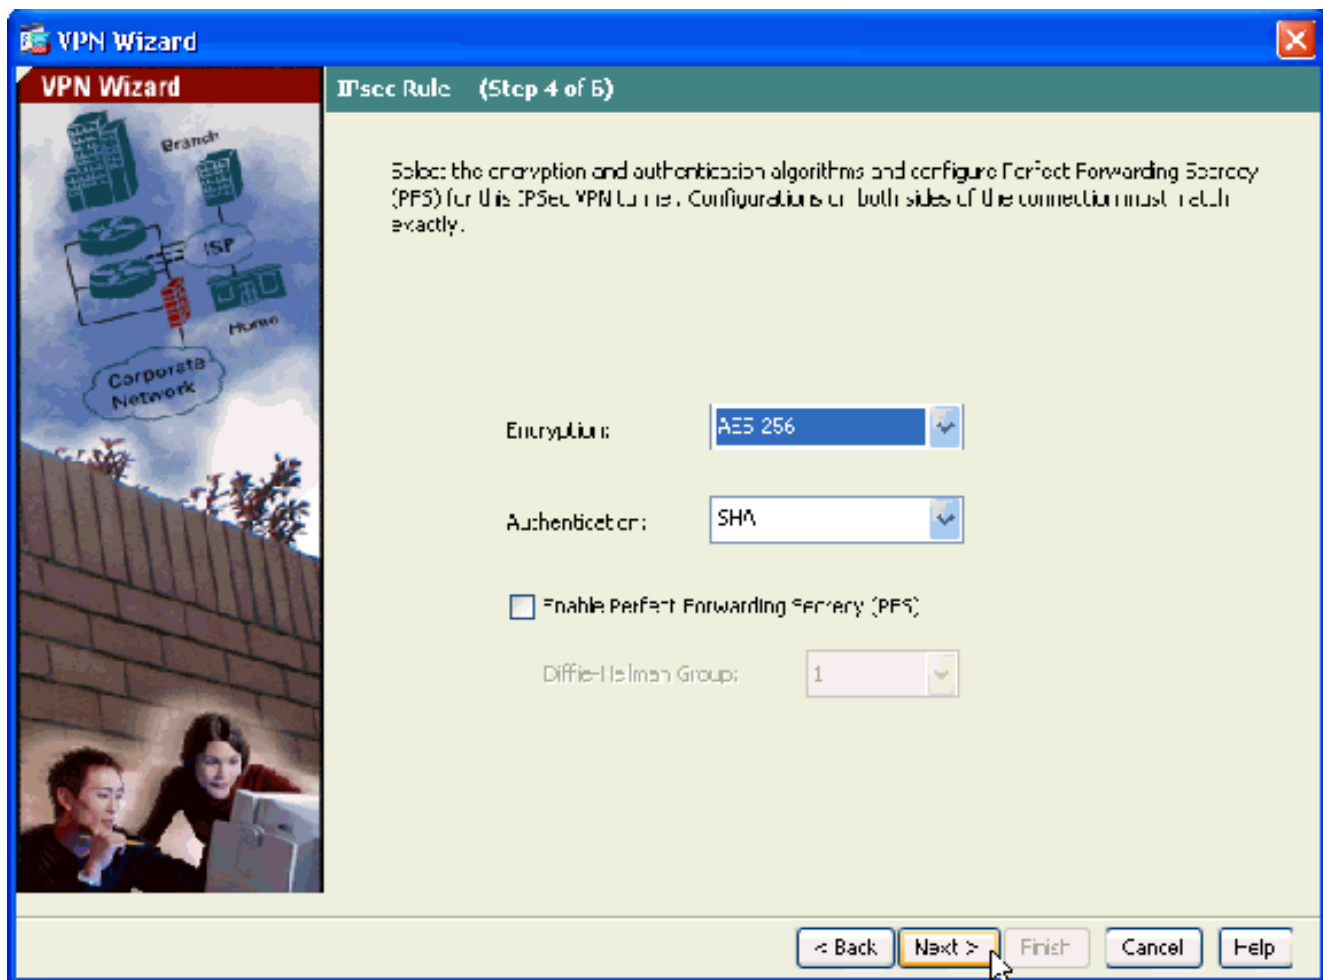 VPN Wizard
VPN Wizard
IPsec Rule (Step 4 of 6)
Branch
ISP
Home
Corporate
Network
Select the encryption and authentication algorithms and configure Perfect Forwarding Secrecy
(PFS) for this IPSec VPN tunnel. Configurations on both sides of the connection must match
exactly.
Encryption: AES-256
Authentication: SHA
Enable Perfect Forwarding Secrecy (PFS)
Diffie-Hellman Group: 1
< Back Next > Finish Cancel Help